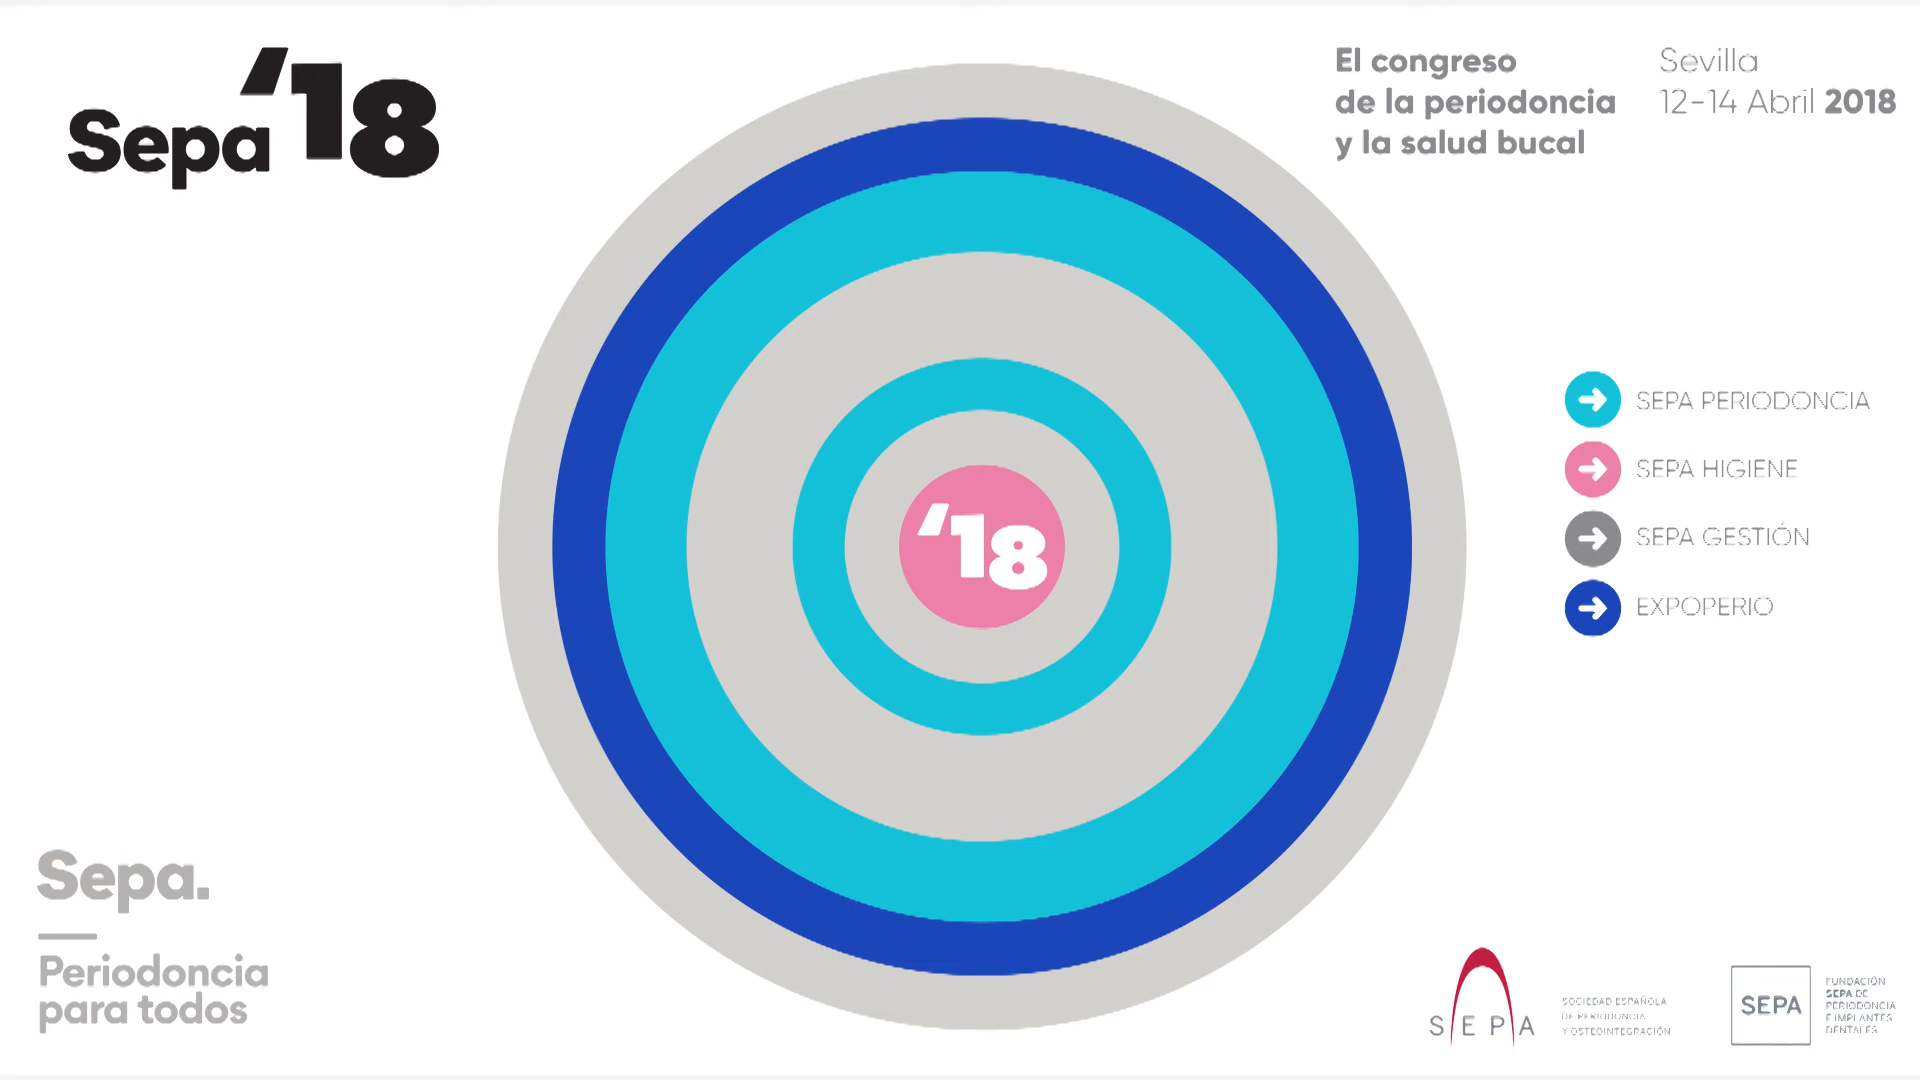 Sepa '18
El congreso
de la periodoncia
y la salud bucal
Sevilla
12-14 Abril 2018
'18
SEPA PERIODONCIA
SEPA HIGIENE
SEPA GESTIÓN
EXPOPERIO
Sepa.
Periodoncia
para todos
SEPA
SOCIEDAD ESPAÑOLA
DE PERIODONCIA
Y OSTEOINTEGRACIÓN
SEPA
FUNDACIÓN
SEPA DE
PERIODONCIA
E IMPLANTES
DENTALES